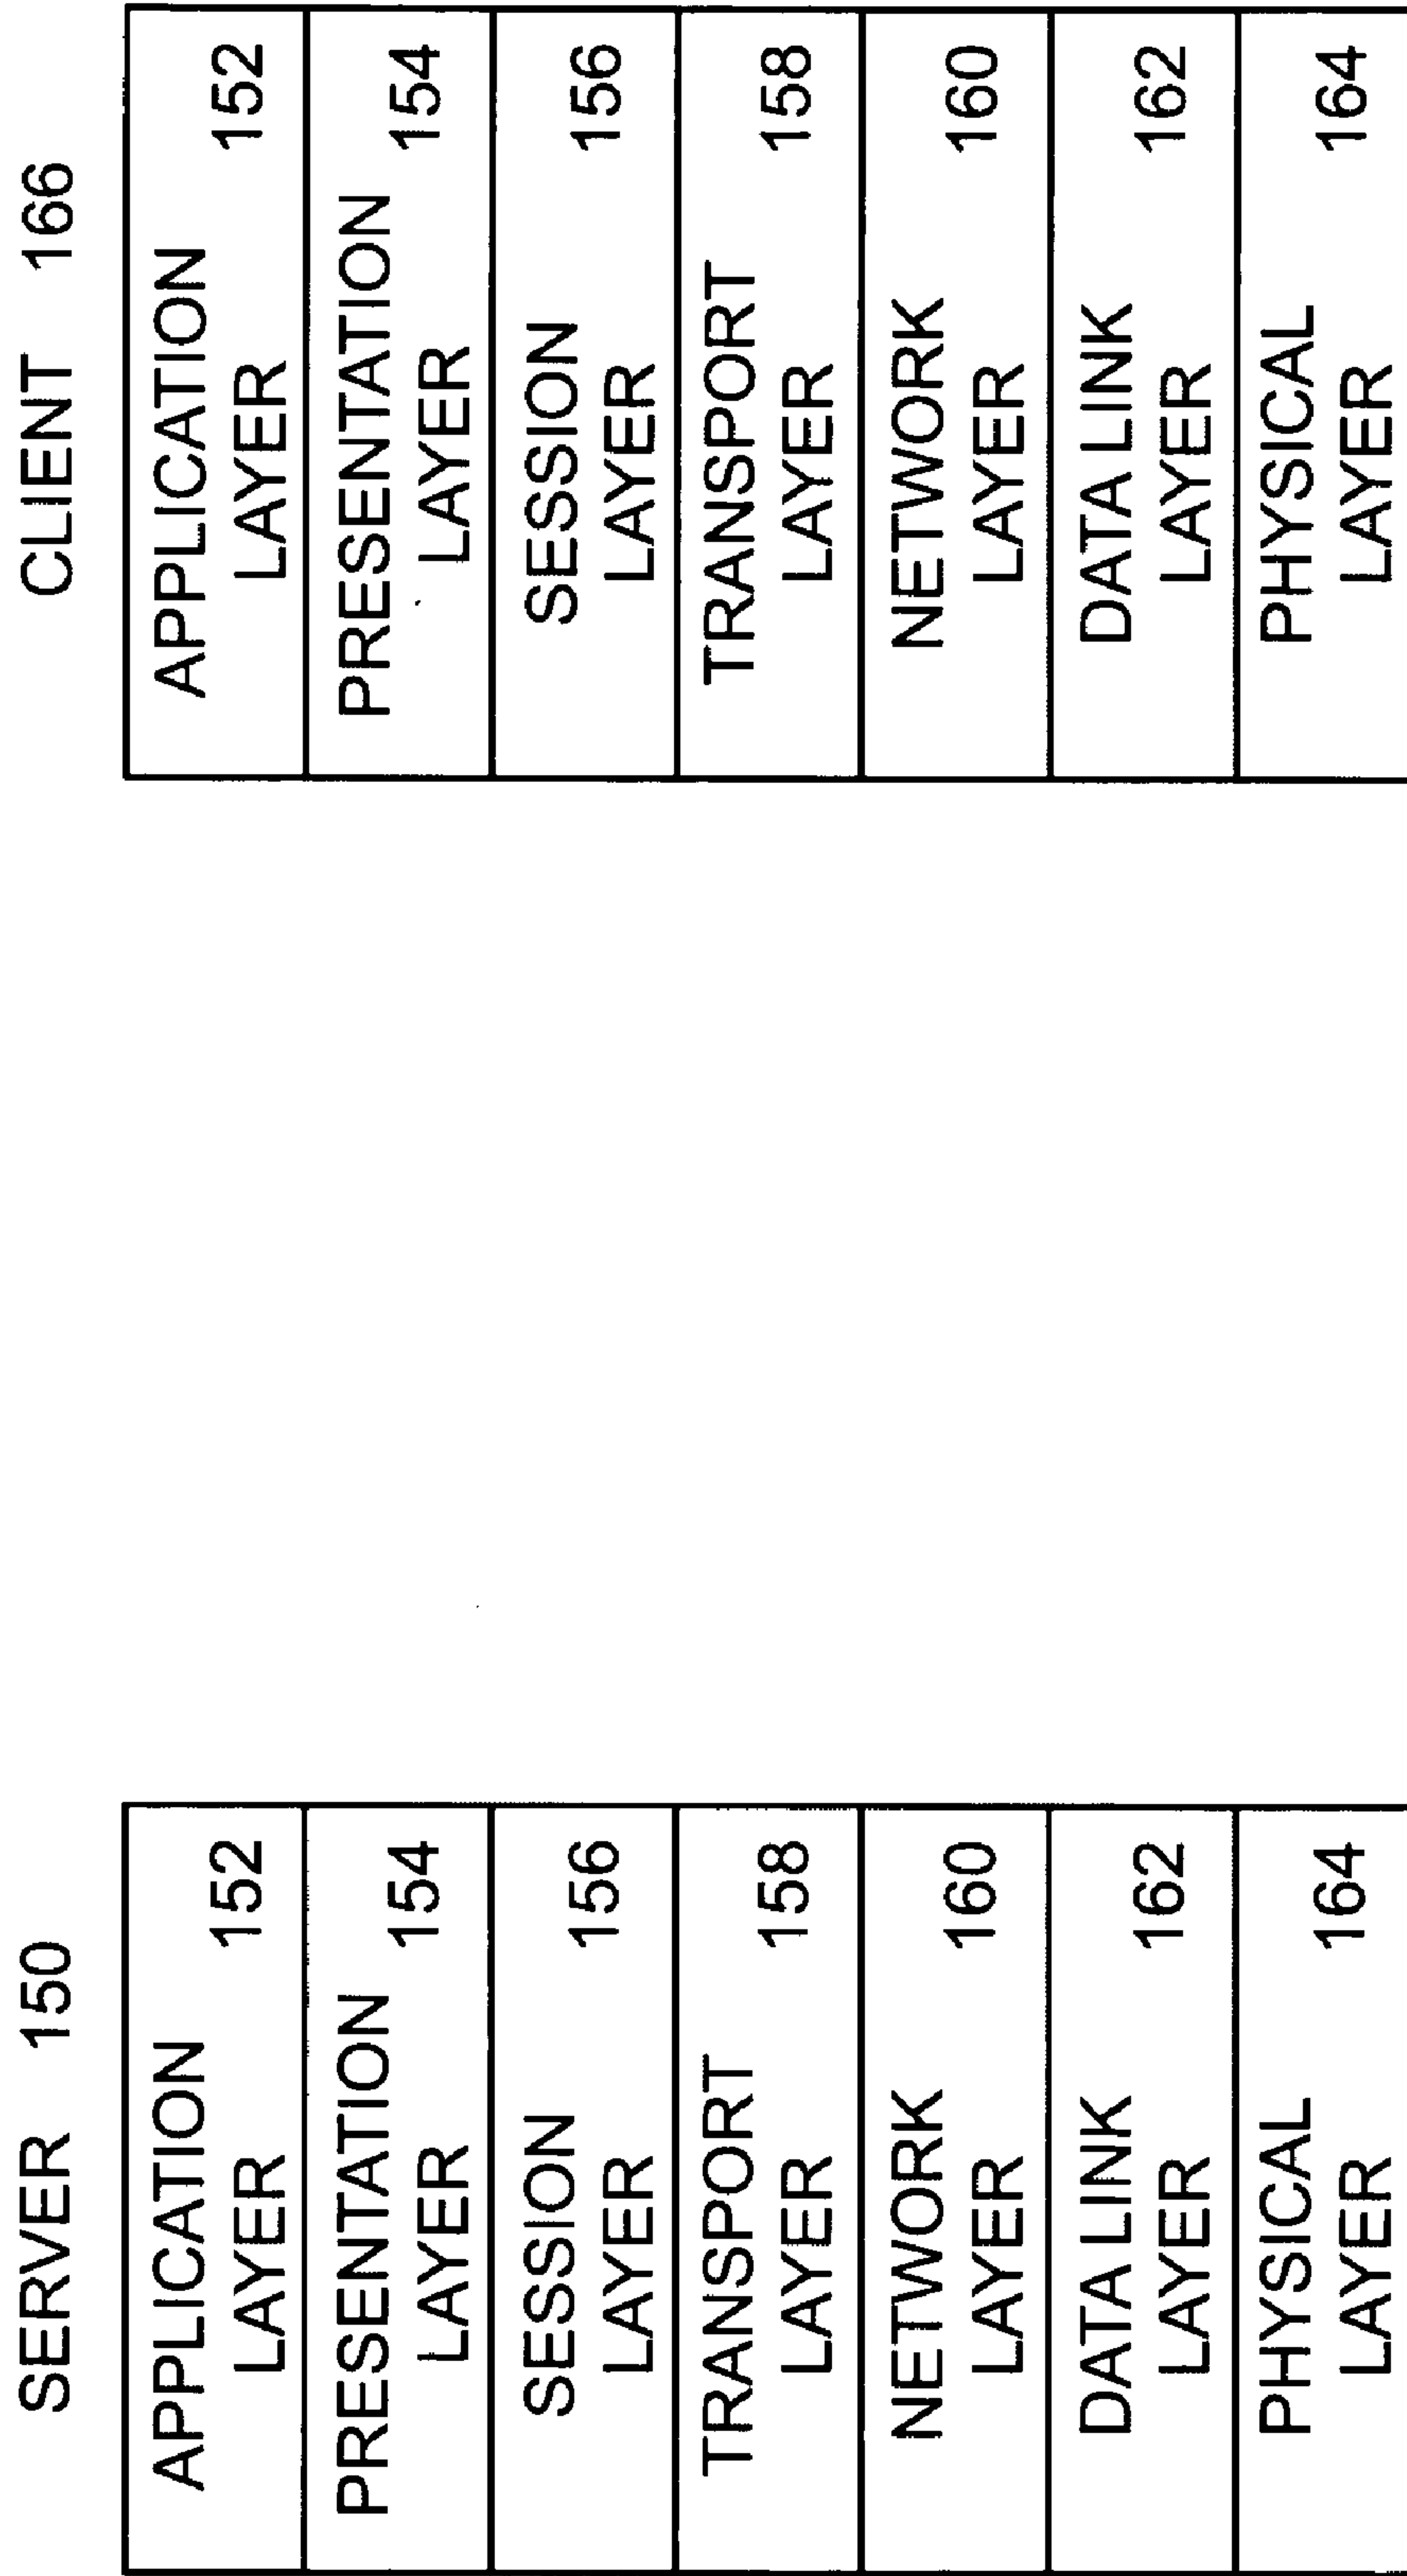 SERVER 150
APPLICATION
LAYER
152
PRESENTATION
LAYER
154
SESSION
LAYER
156
TRANSPORT
LAYER
158
NETWORK
LAYER
160
DATA LINK
LAYER
162
PHYSICAL
LAYER
164
CLIENT 166
APPLICATION
LAYER
152
PRESENTATION
LAYER
154
SESSION
LAYER
156
TRANSPORT
LAYER
158
NETWORK
LAYER
160
DATA LINK
LAYER
162
PHYSICAL
LAYER
164